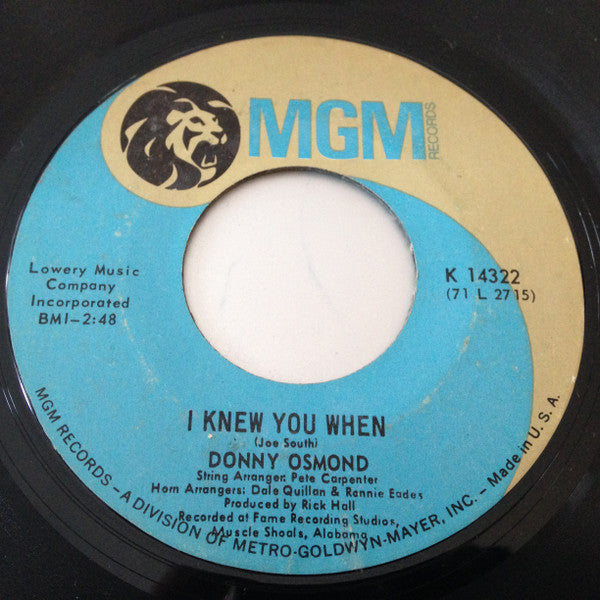 MGM
RECORDS
Lowery Music
Company
Incorporated
BMI-2:48
K 14322
(71 L 2715)
I KNEW YOU WHEN
(Joe South)
DONNY OSMOND
String Arranger: Pete Carpenter
Horn Arrangers: Dale Quillan & Rannie Eades
Produced by Rick Hall
Recorded at Fame Recording Studios,
Muscle Shoals, Alabama
MGM RECORDS - A DIVISION OF METRO-GOLDWYN-MAYER, INC. - Made in U. S. A.